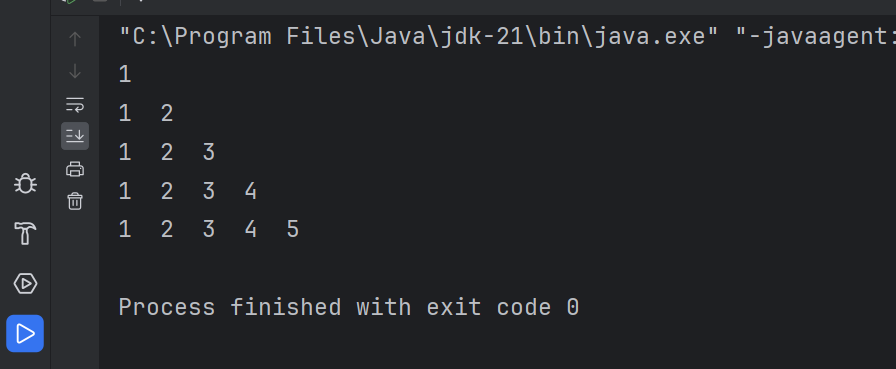 "C:\Program Files\Java\jdk-21\bin\java.exe" "-javaagent:
1
1  2
1  2  3
1  2  3  4
1  2  3  4  5
Process finished with exit code 0